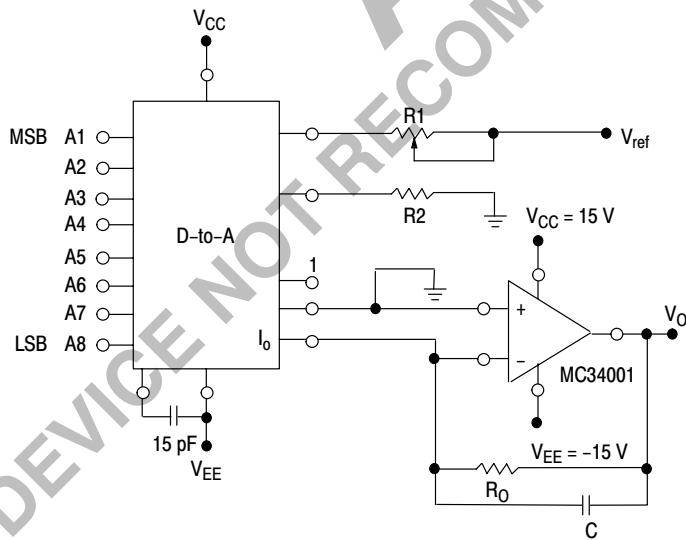 V_CC
MSB A1
A2
A3
A4
A5
A6
A7
LSB A8
D–to–A
R1
V_ref
R2
1
I_o
V_CC = 15 V
+
−
MC34001
V_O
V_EE = −15 V
R_O
C
15 pF
V_EE
DEVICE NOT RECOM